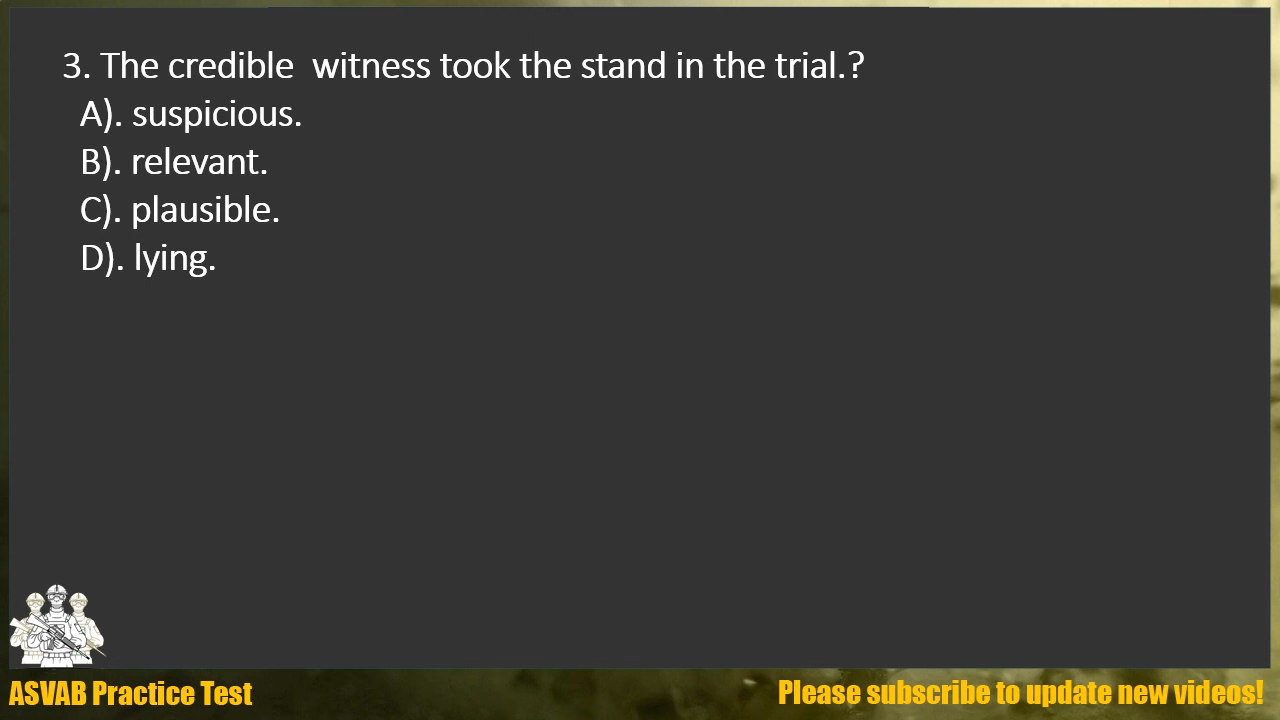 3. The credible  witness took the stand in the trial.?
A). suspicious.
B). relevant.
C). plausible.
D). lying.
ASVAB Practice Test
Please subscribe to update new videos!